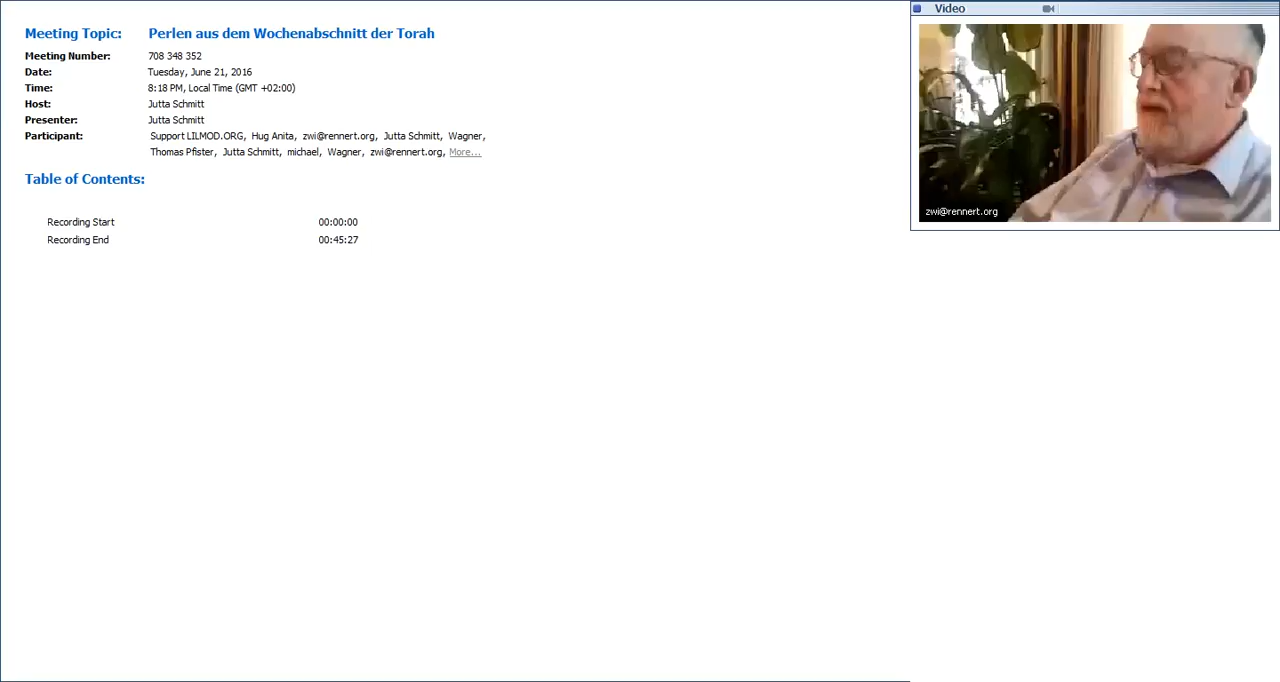 Meeting Topic: Perlen aus dem Wochenabschnitt der Torah
Meeting Number: 708 348 352
Date: Tuesday, June 21, 2016
Time: 8:18 PM, Local Time (GMT +02:00)
Host: Jutta Schmitt
Presenter: Jutta Schmitt
Participant: Support LILMOD.ORG, Hug Anita, zwi@rennert.org, Jutta Schmitt, Wagner,
Thomas Pfister, Jutta Schmitt, michael, Wagner, zwi@rennert.org, More...
Table of Contents:
Recording Start 00:00:00
Recording End 00:45:27
Video
zwi@rennert.org